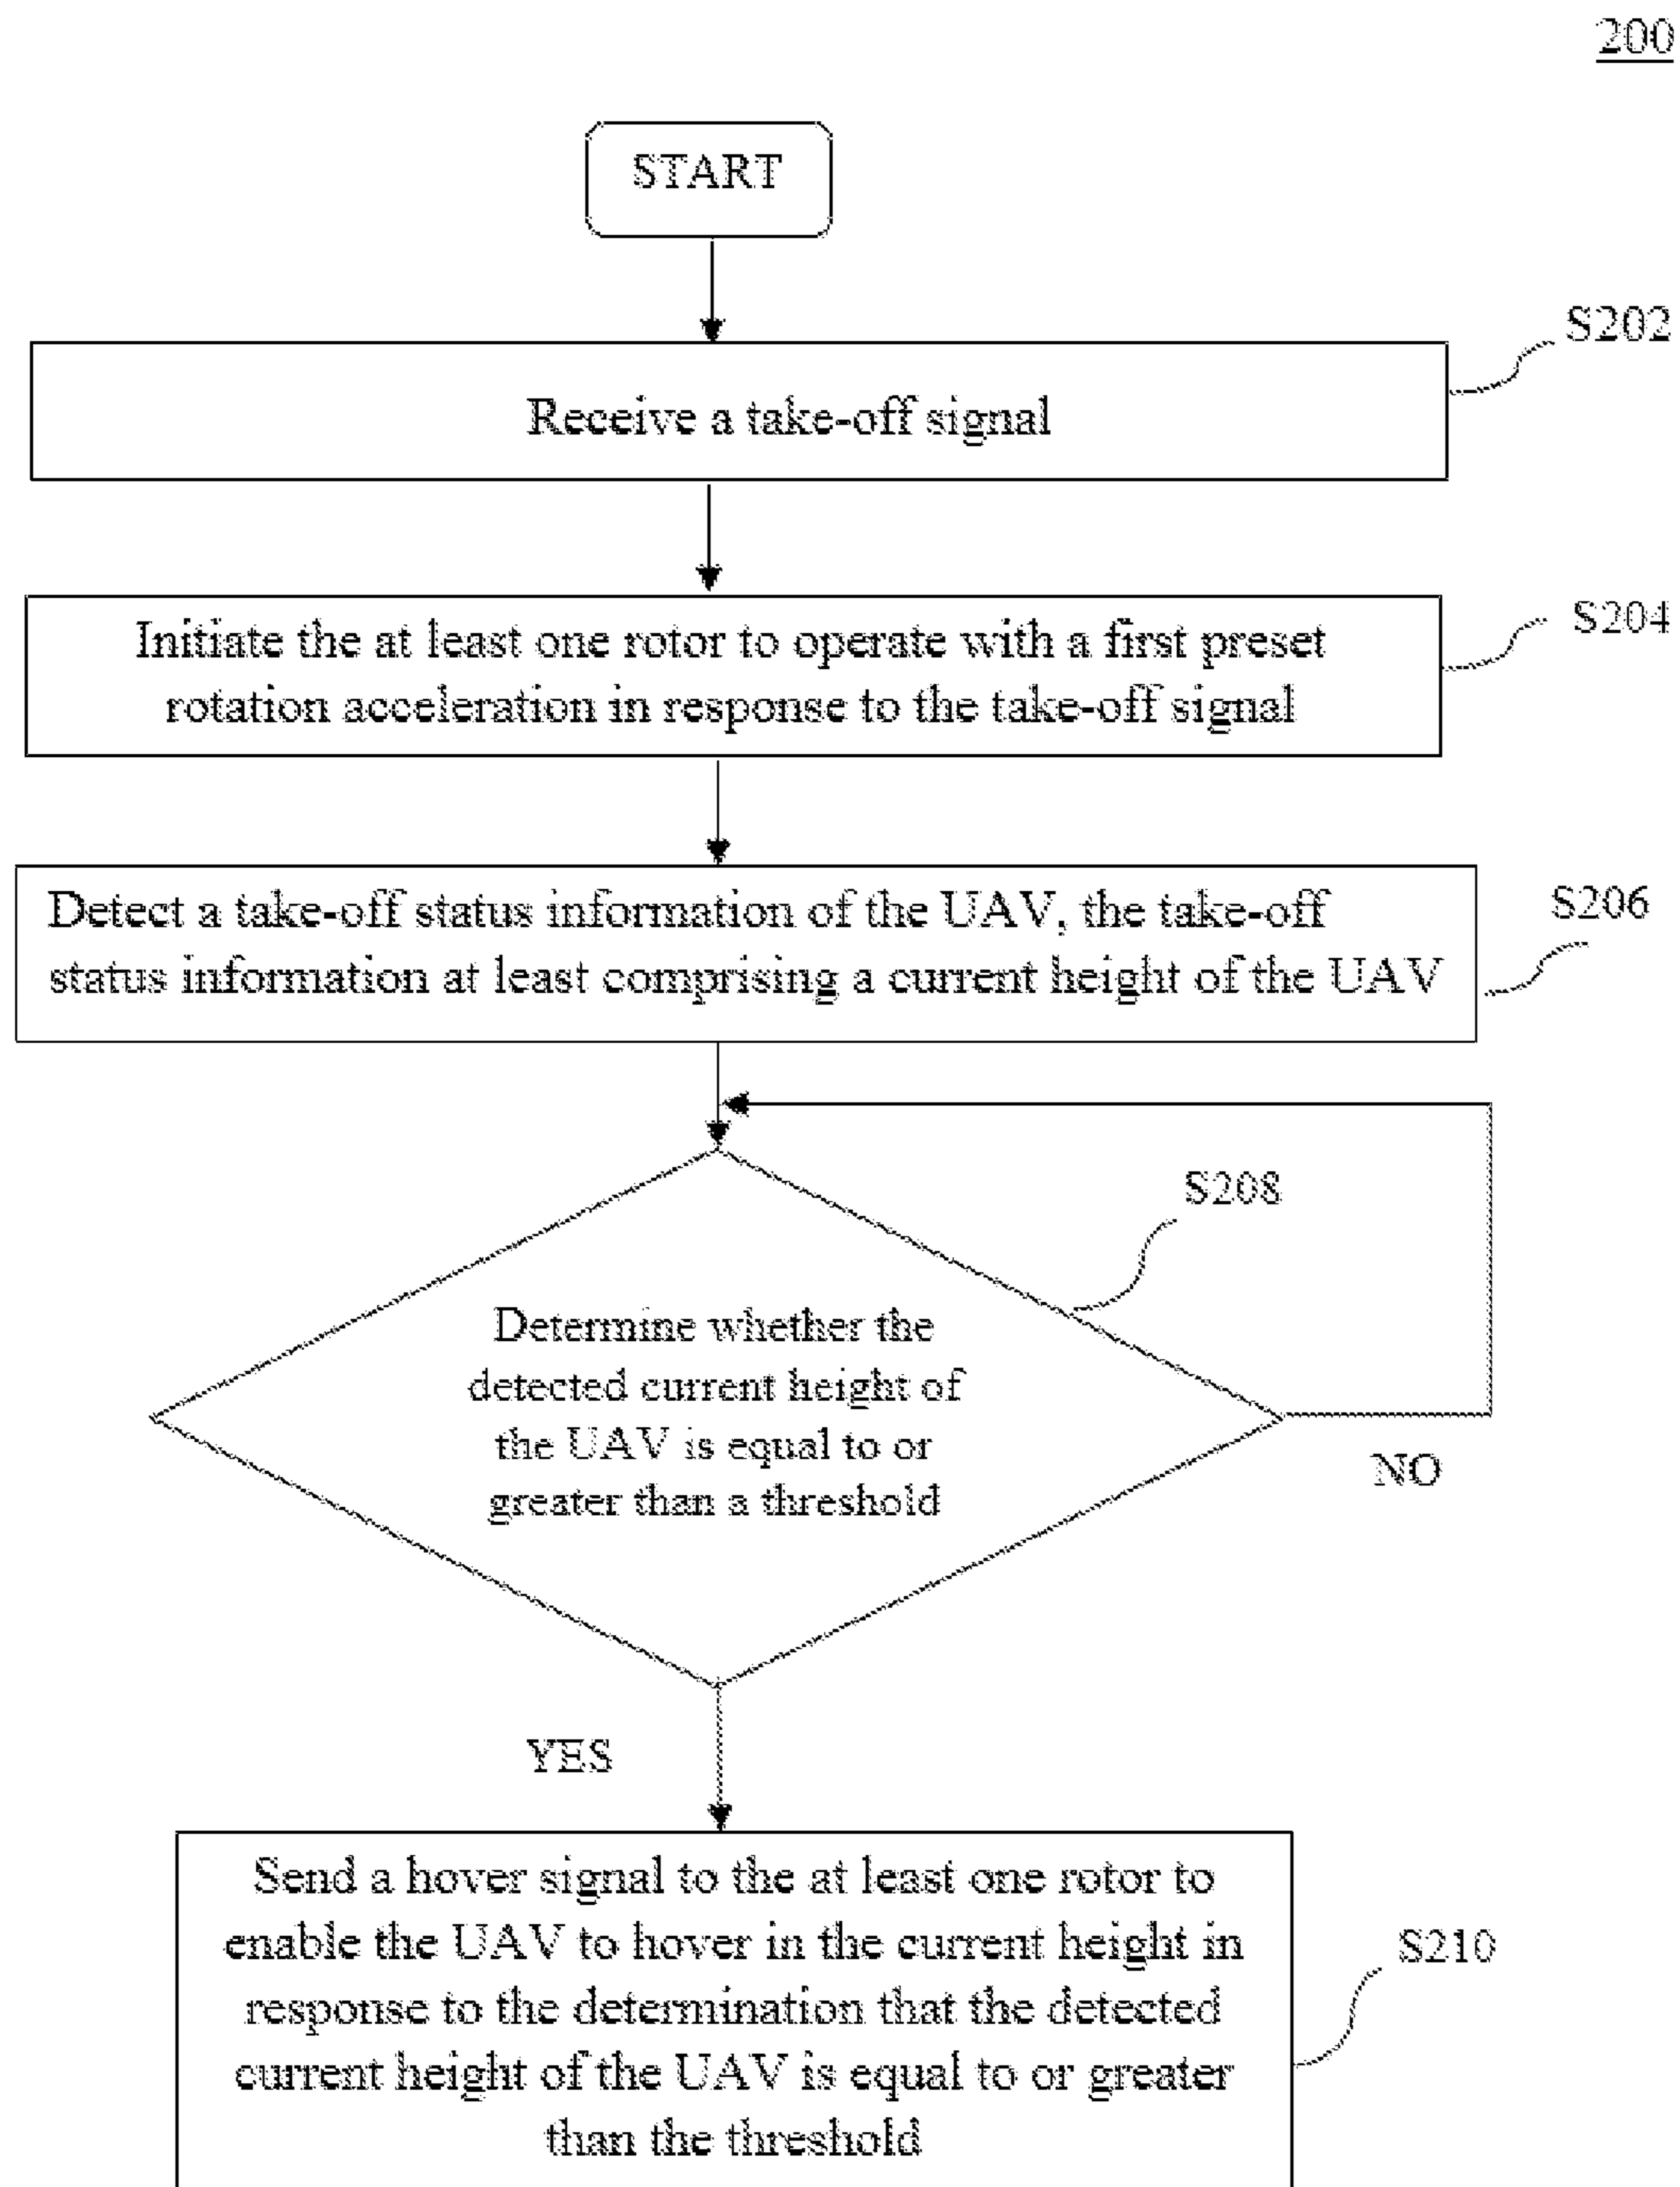 200
START
S202
Receive a take-off signal
S204
Initiate the at least one rotor to operate with a first preset
rotation acceleration in response to the take-off signal
S206
Detect a take-off status information of the UAV, the take-off
status information at least comprising a current height of the UAV
S208
Determine whether the
detected current height of
the UAV is equal to or
greater than a threshold
NO
YES
Send a hover signal to the at least one rotor to
enable the UAV to hover in the current height in
response to the determination that the detected
current height of the UAV is equal to or greater
than the threshold
S210